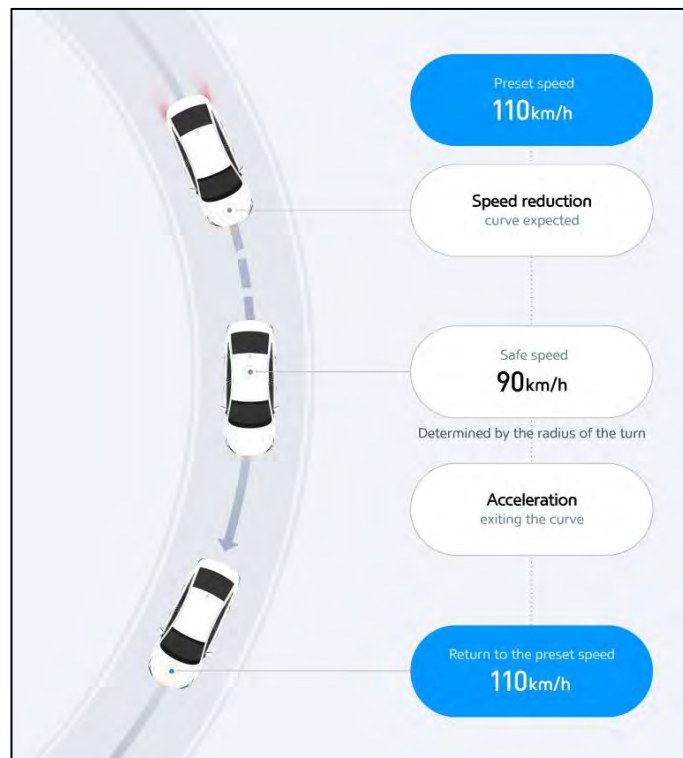 Preset speed
110km/h
Speed reduction
curve expected
Safe speed
90km/h
Determined by the radius of the turn
Acceleration
exiting the curve
Return to the preset speed
110km/h